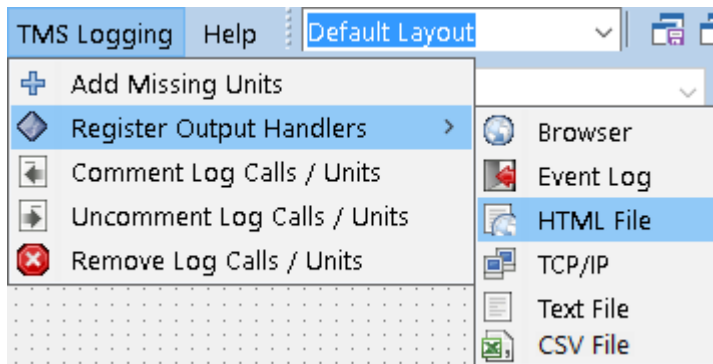 TMS Logging Help Default Layout
Add Missing Units
Register Output Handlers
Comment Log Calls / Units
Uncomment Log Calls / Units
Remove Log Calls / Units
Browser
Event Log
HTML File
TCP/IP
Text File
CSV File